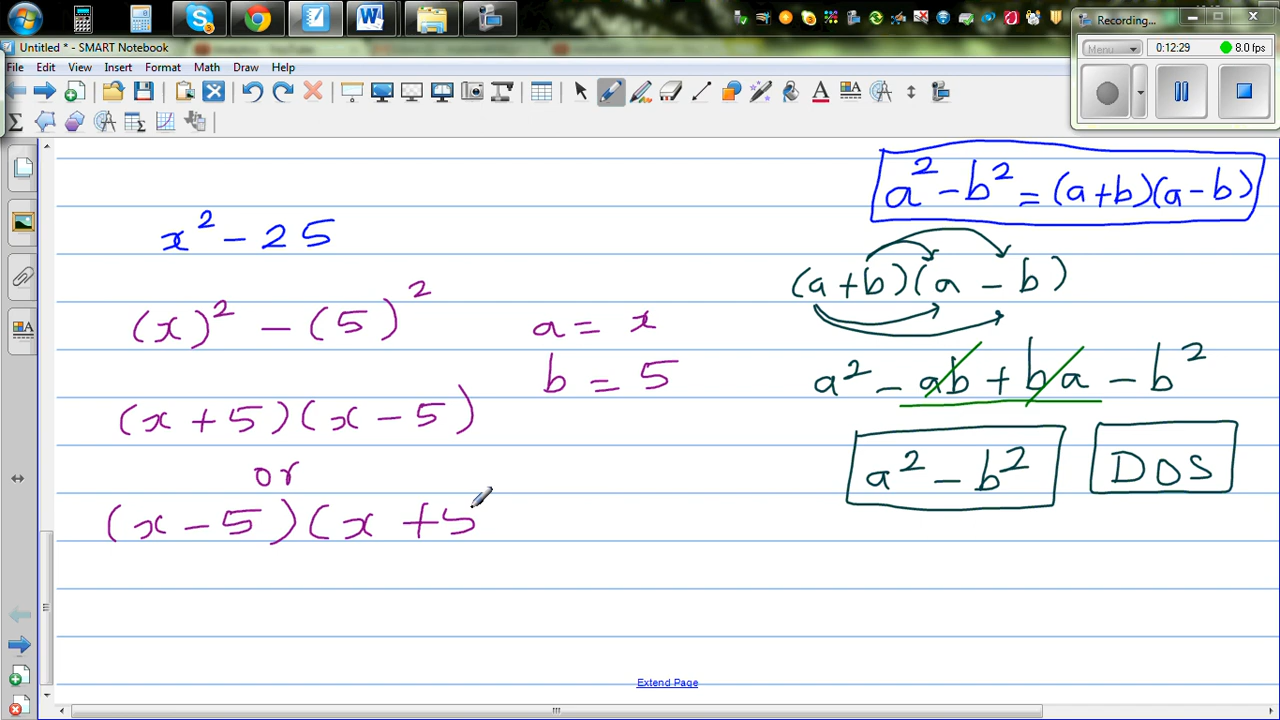 Recording...
Untitled * - SMART Notebook
Menu
0:12:29
8.0 fps
File Edit View Insert Format Math Draw Help
x² - 25
(x)² - (5)²
(x + 5)(x - 5)
or
(x - 5)(x + 5
a = x
b = 5
a² - b² = (a+b)(a-b)
(a+b)(a - b)
a² - ab + ba - b²
a² - b²
DOS
Extend Page